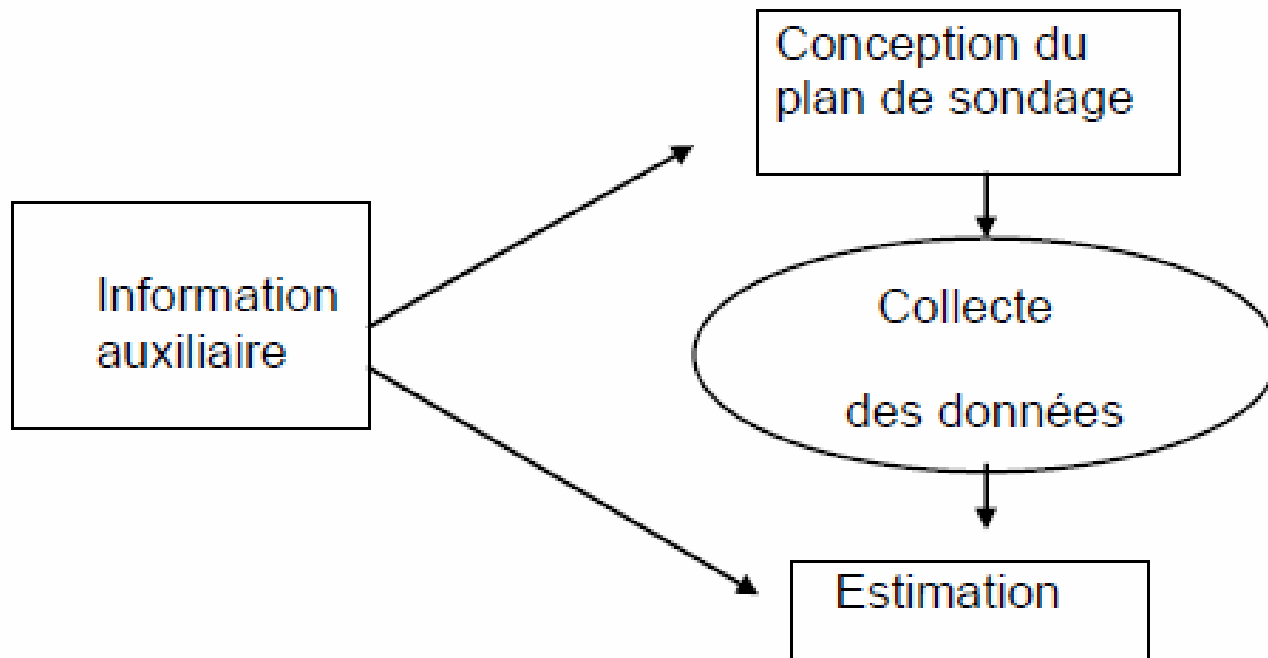 Conception du
plan de sondage
Information
auxiliaire
Collecte
des données
Estimation